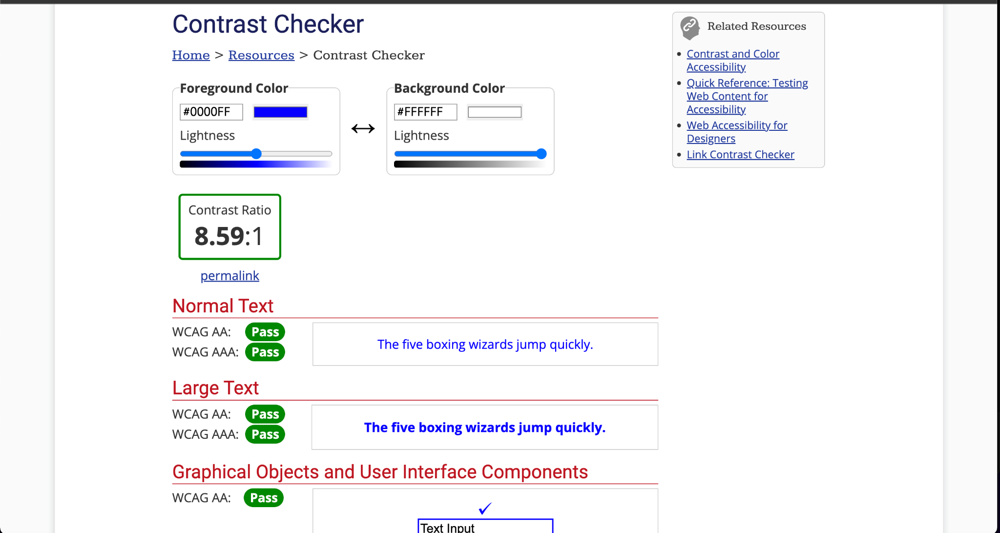 Contrast Checker
Home > Resources > Contrast Checker
Foreground Color
#0000FF
Lightness
Background Color
#FFFFFF
Lightness
Contrast Ratio
8.59:1
permalink
Normal Text
WCAG AA: Pass
WCAG AAA: Pass
The five boxing wizards jump quickly.
Large Text
WCAG AA: Pass
WCAG AAA: Pass
The five boxing wizards jump quickly.
Graphical Objects and User Interface Components
WCAG AA: Pass
Text Input
Related Resources
Contrast and Color
Accessibility
Quick Reference: Testing
Web Content for
Accessibility
Web Accessibility for
Designers
Link Contrast Checker